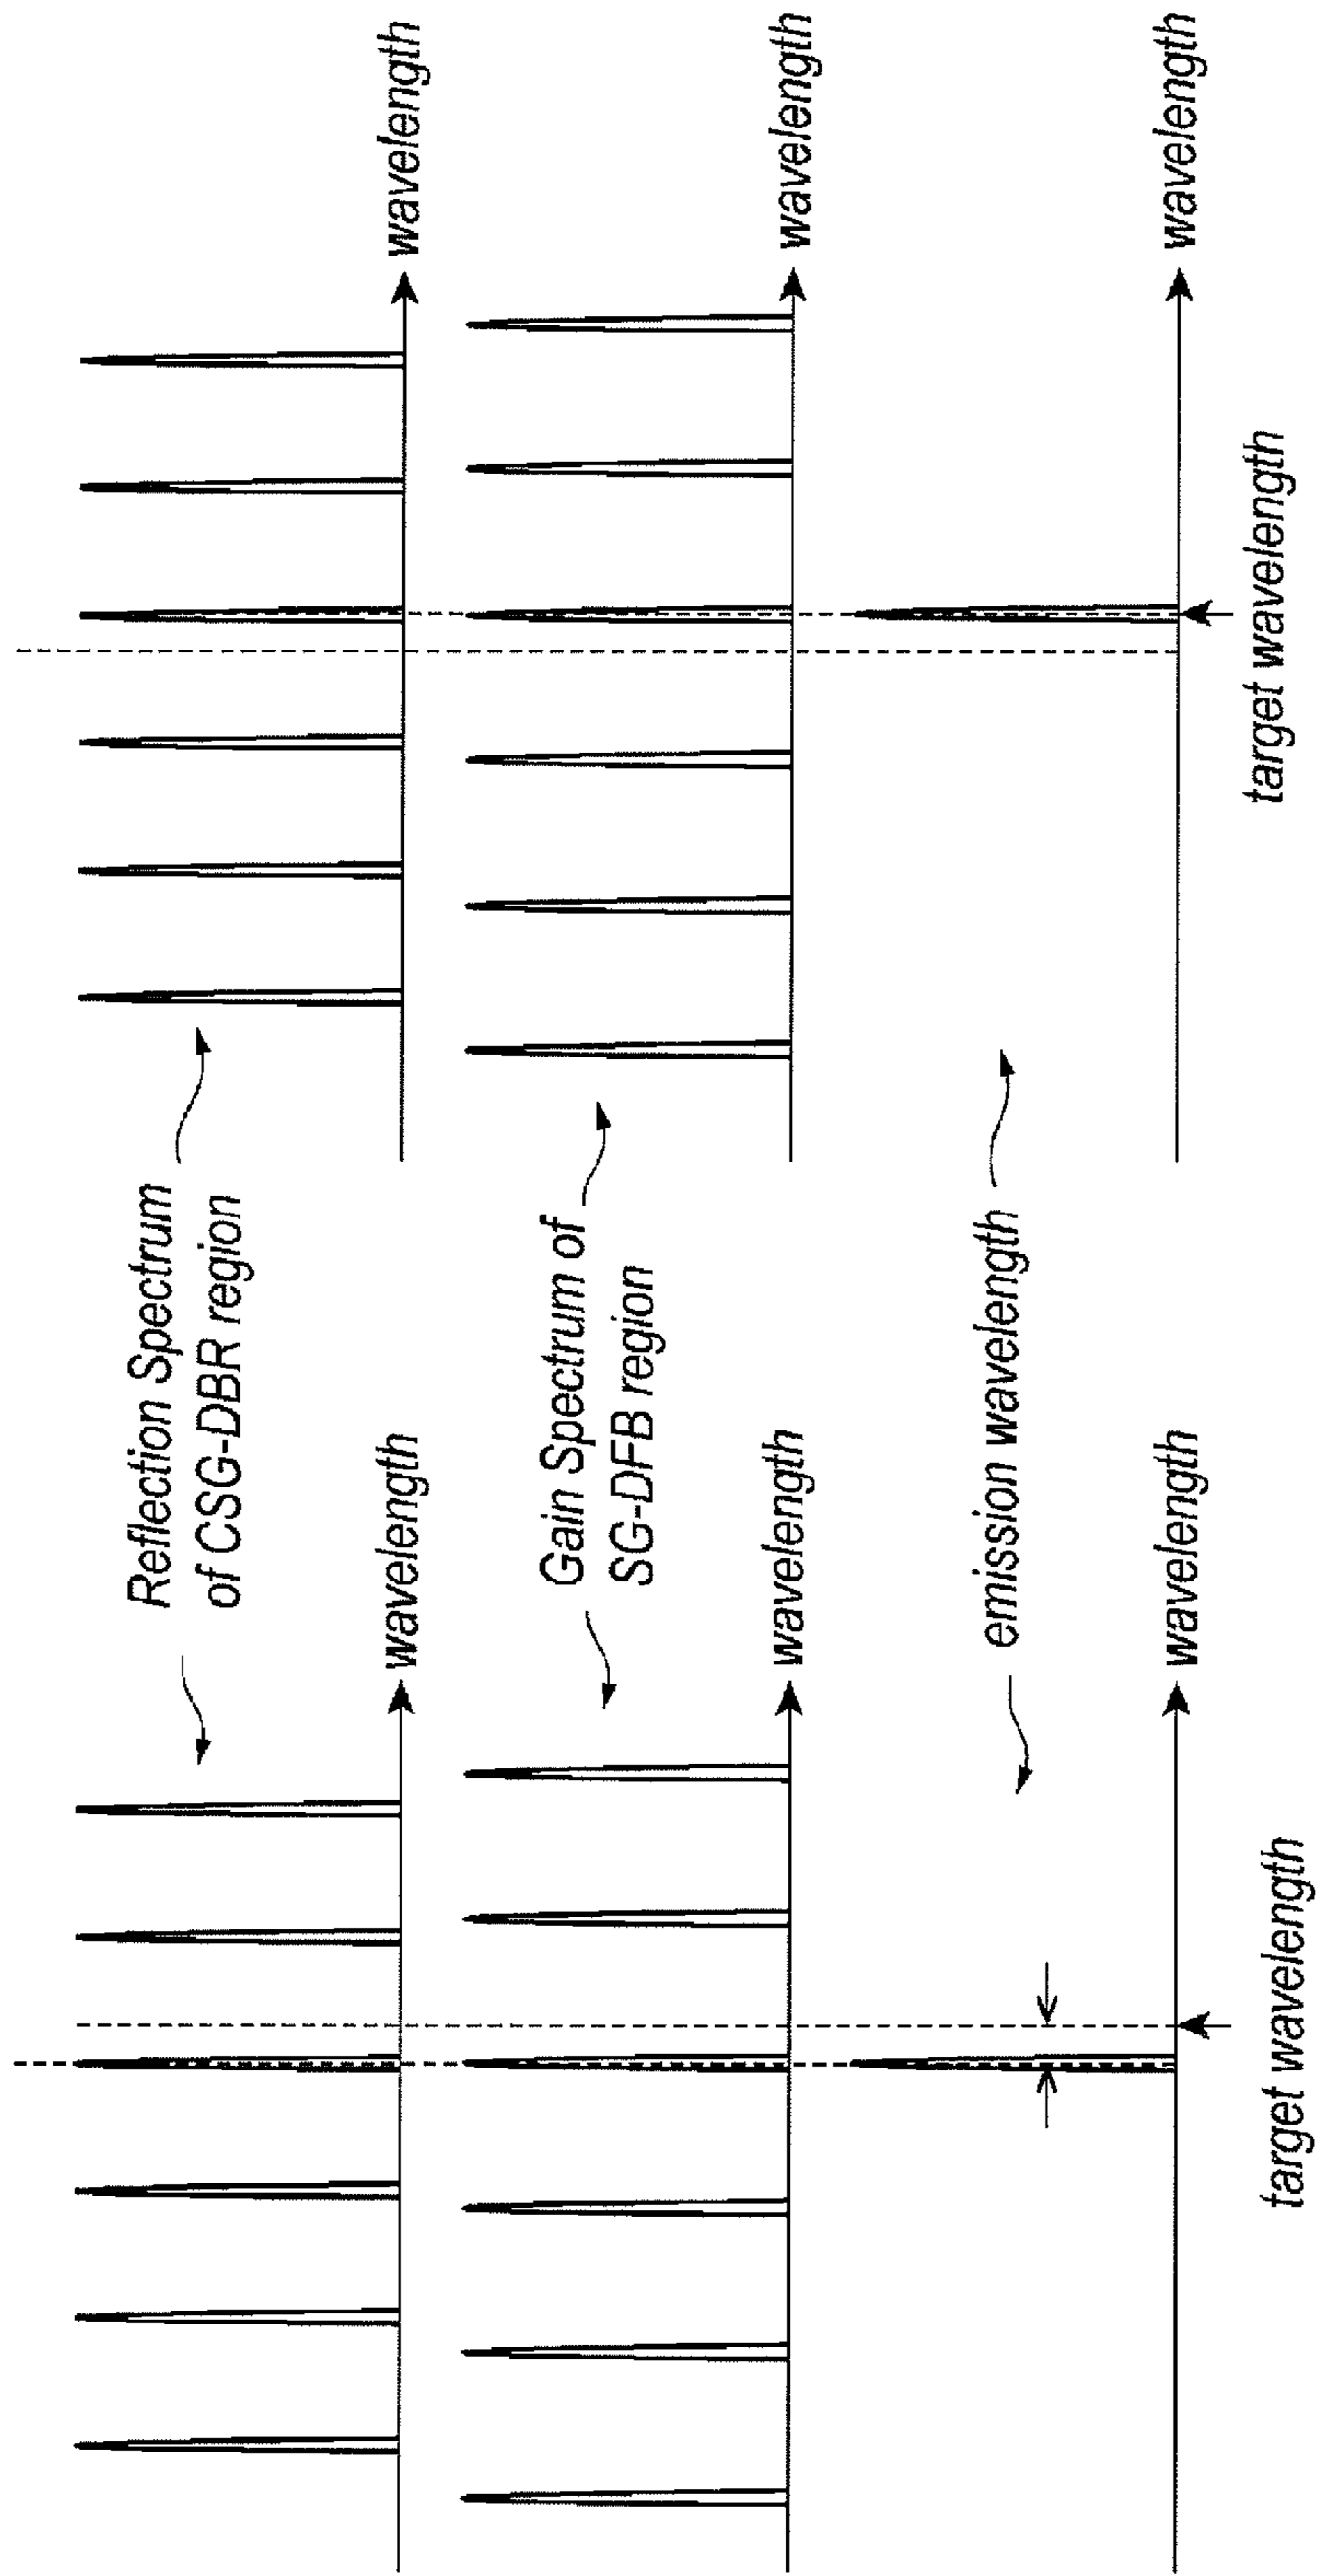 Reflection Spectrum
of CSG-DBR region
wavelength
wavelength
Gain Spectrum of
SG-DFB region
wavelength
wavelength
emission wavelength
wavelength
wavelength
target wavelength
target wavelength